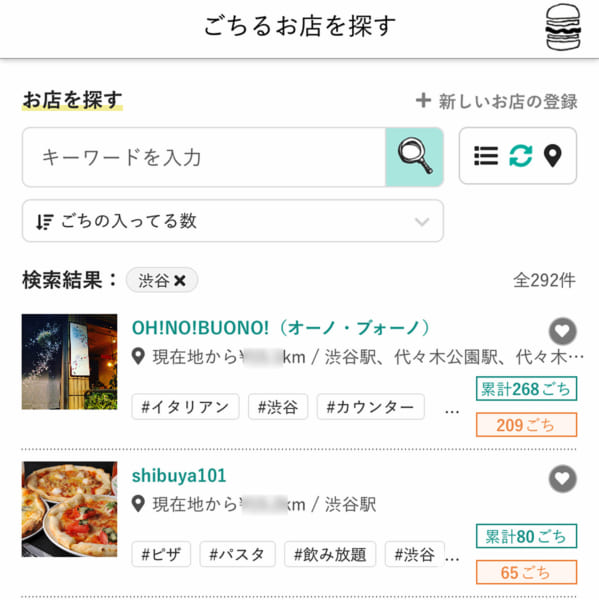 ごちるお店を探す
お店を探す
+ 新しいお店の登録
キーワードを入力
ごちの入ってる数
検索結果： 渋谷 ×
全292件
OH!NO!BUONO!（オーノ・ブォーノ）
現在地から km / 渋谷駅、代々木公園駅、代々木…
累計268ごち
#イタリアン #渋谷 #カウンター ...
209ごち
shibuya101
現在地から km / 渋谷駅
累計80ごち
#ピザ #パスタ #飲み放題 #渋谷 ...
65ごち